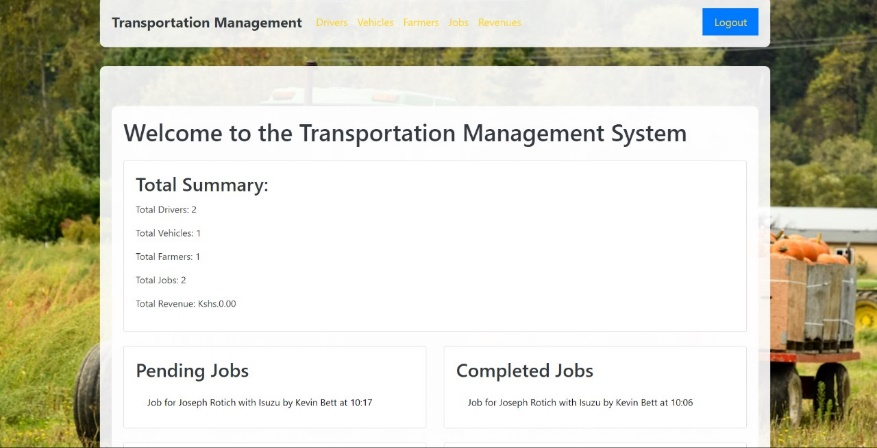 Transportation Management Drivers Vehicles Farmers Jobs Revenues Logout
Welcome to the Transportation Management System
Total Summary:
Total Drivers: 2
Total Vehicles: 1
Total Farmers: 1
Total Jobs: 2
Total Revenue: Kshs.0.00
Pending Jobs
Job for Joseph Rotich with Isuzu by Kevin Bett at 10:17
Completed Jobs
Job for Joseph Rotich with Isuzu by Kevin Bett at 10:06